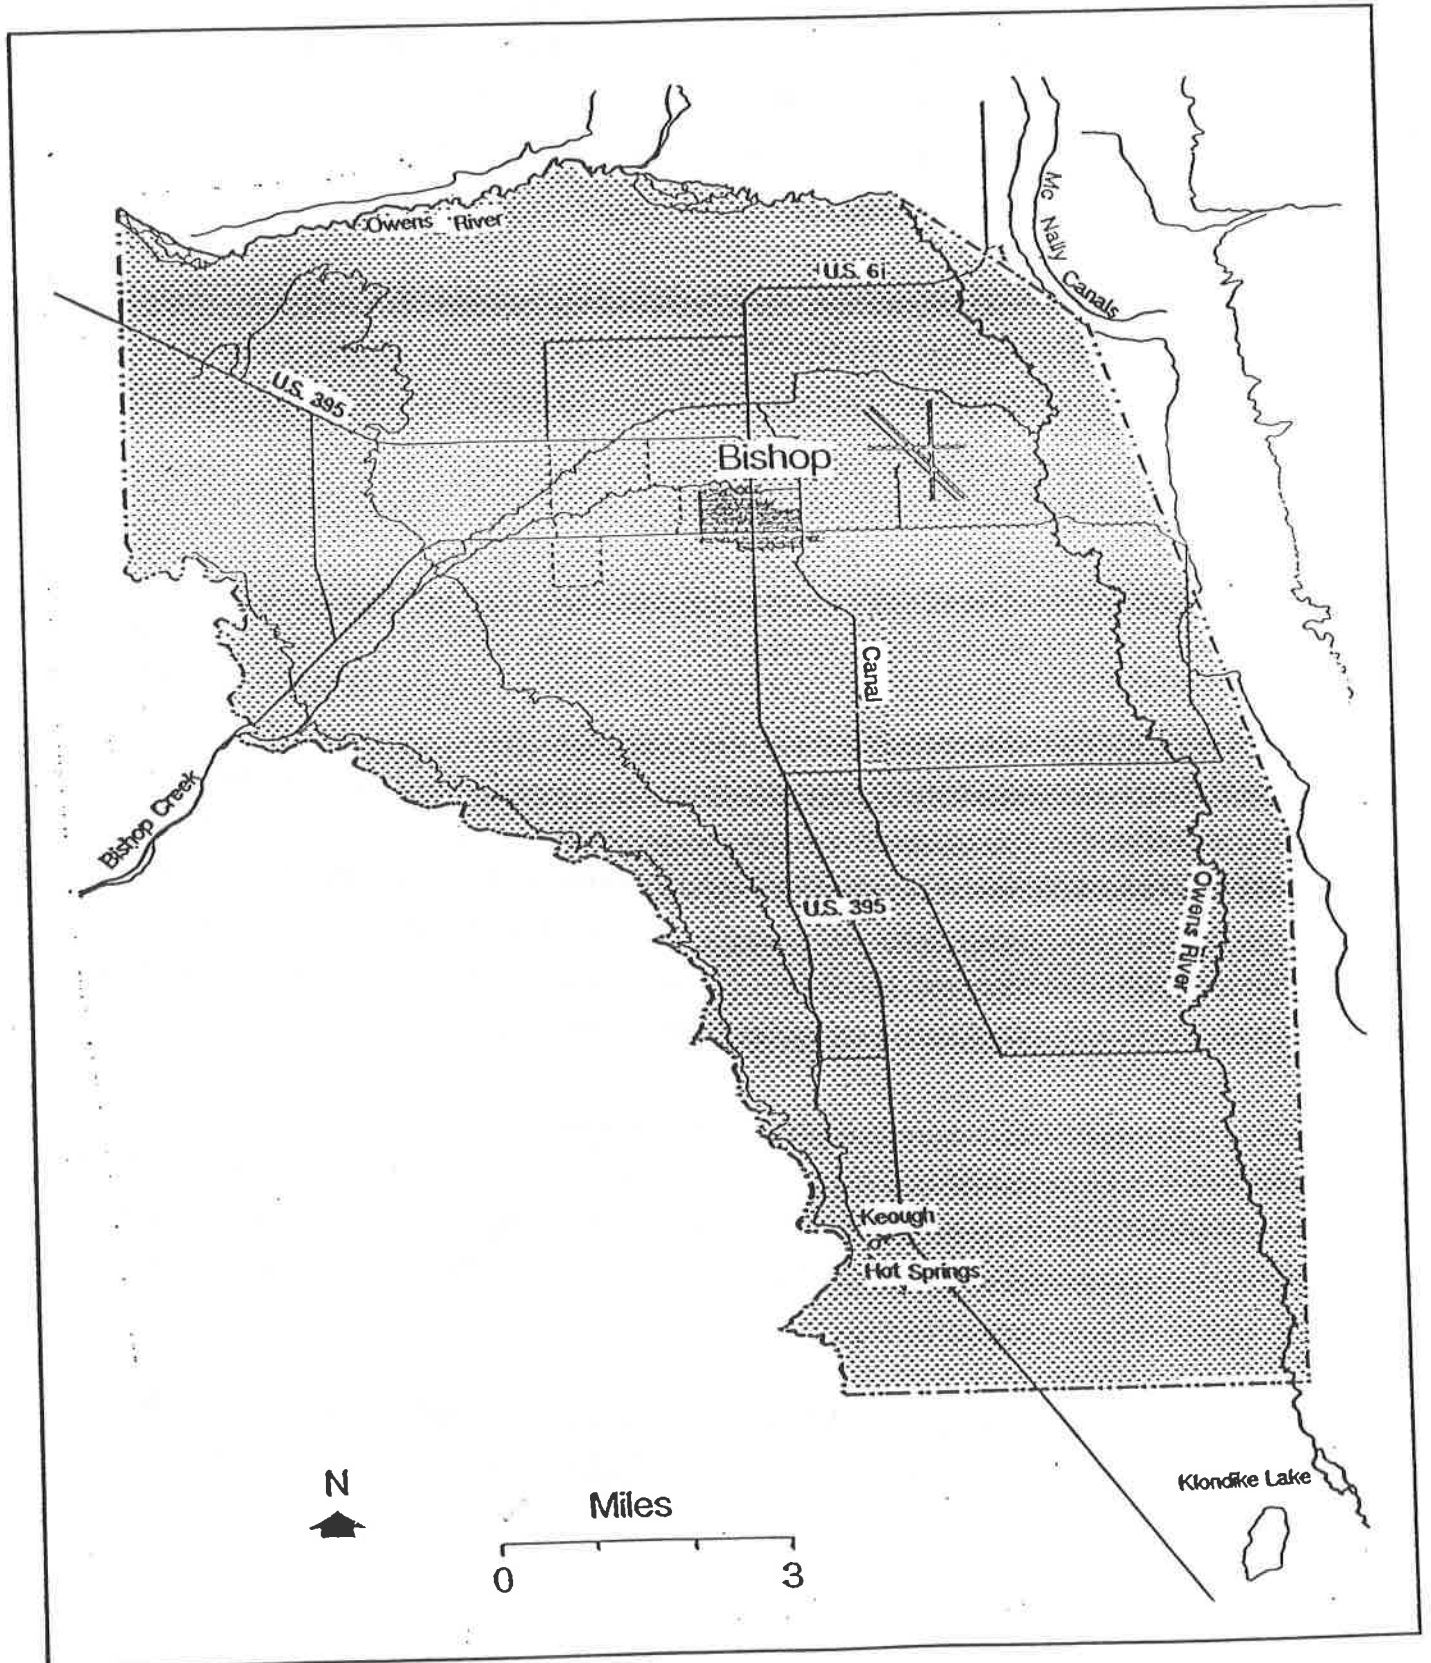 Owens River
U.S. 6
Mc Nally Canals
U.S. 395
Bishop
Canal
Bishop Creek
U.S. 395
Owens River
Keough
Hot Springs
Klondike Lake
N
Miles
0 3